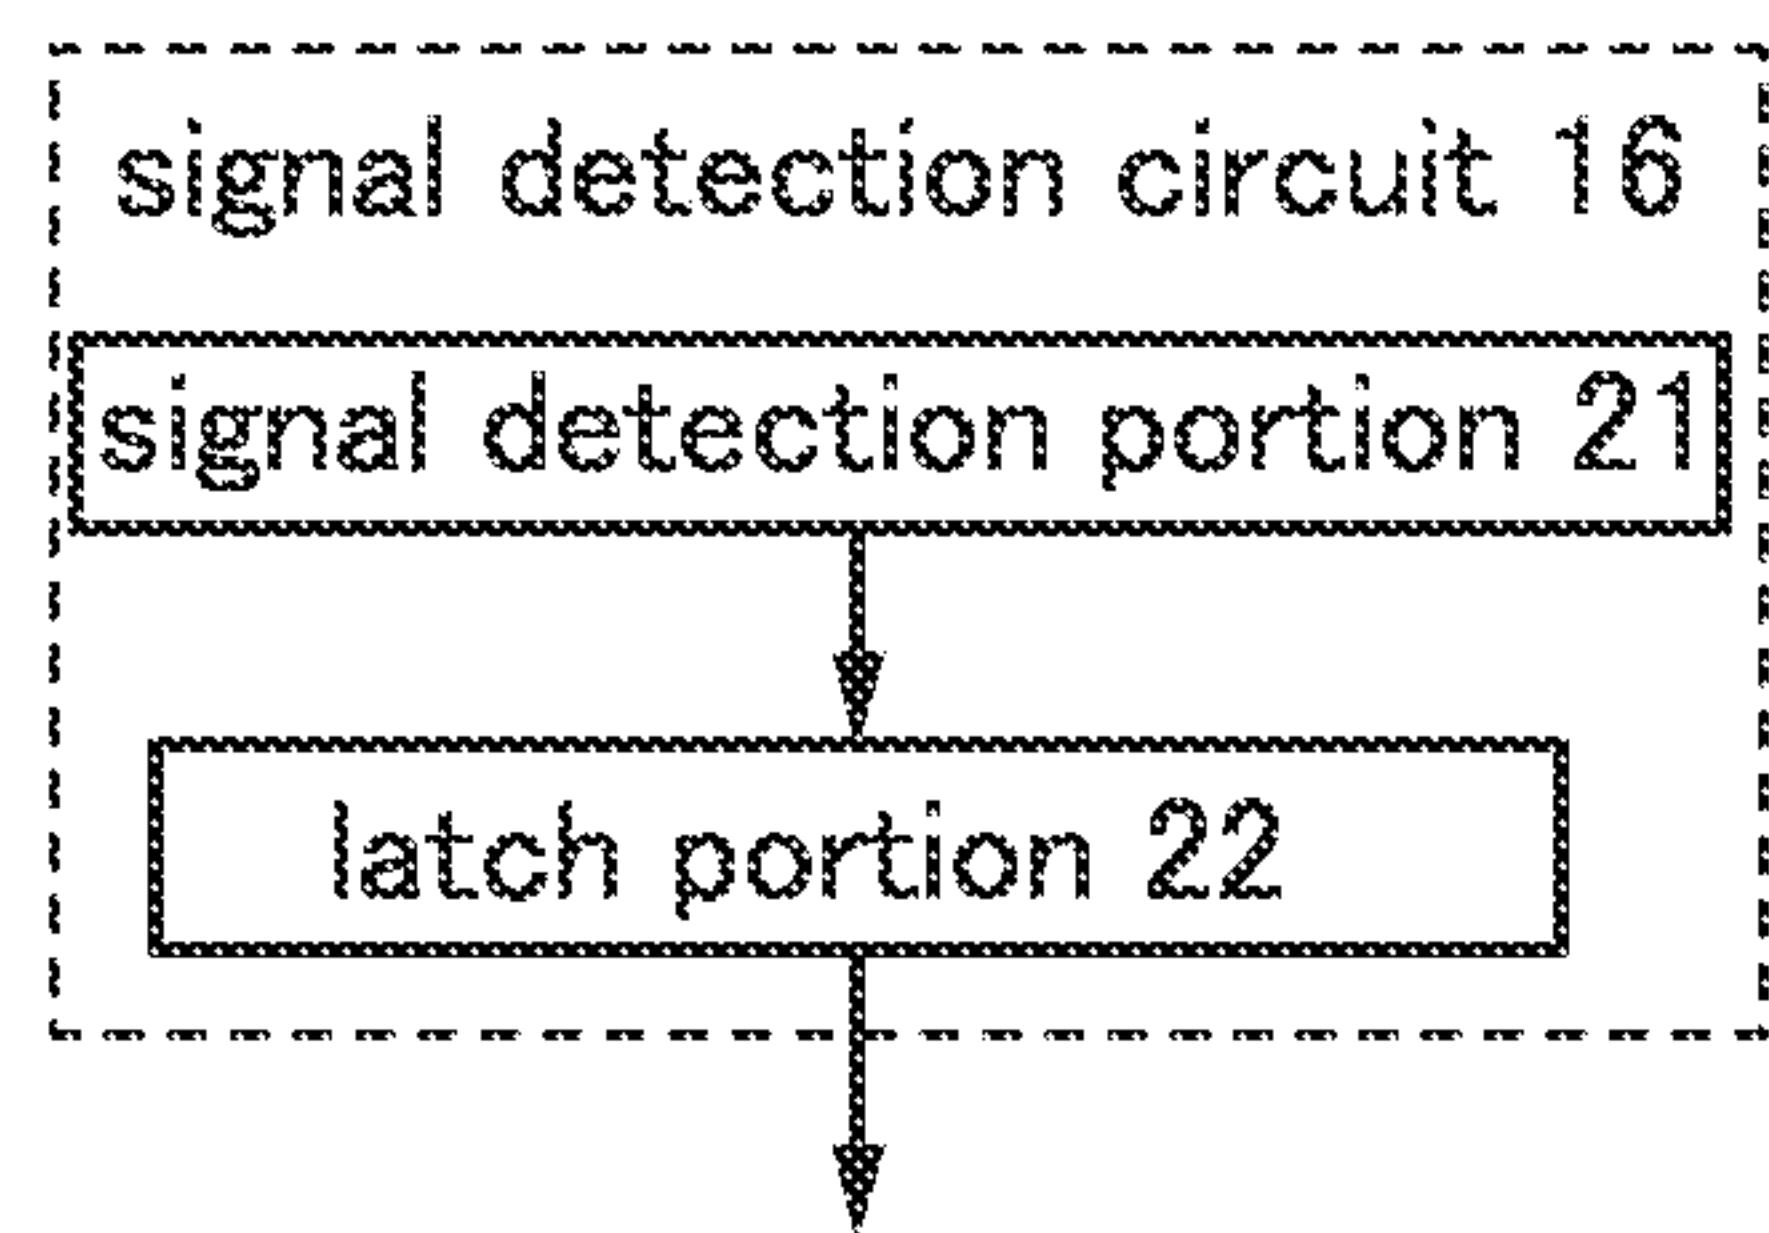 signal detection circuit 16
signal detection portion 21
latch portion 22